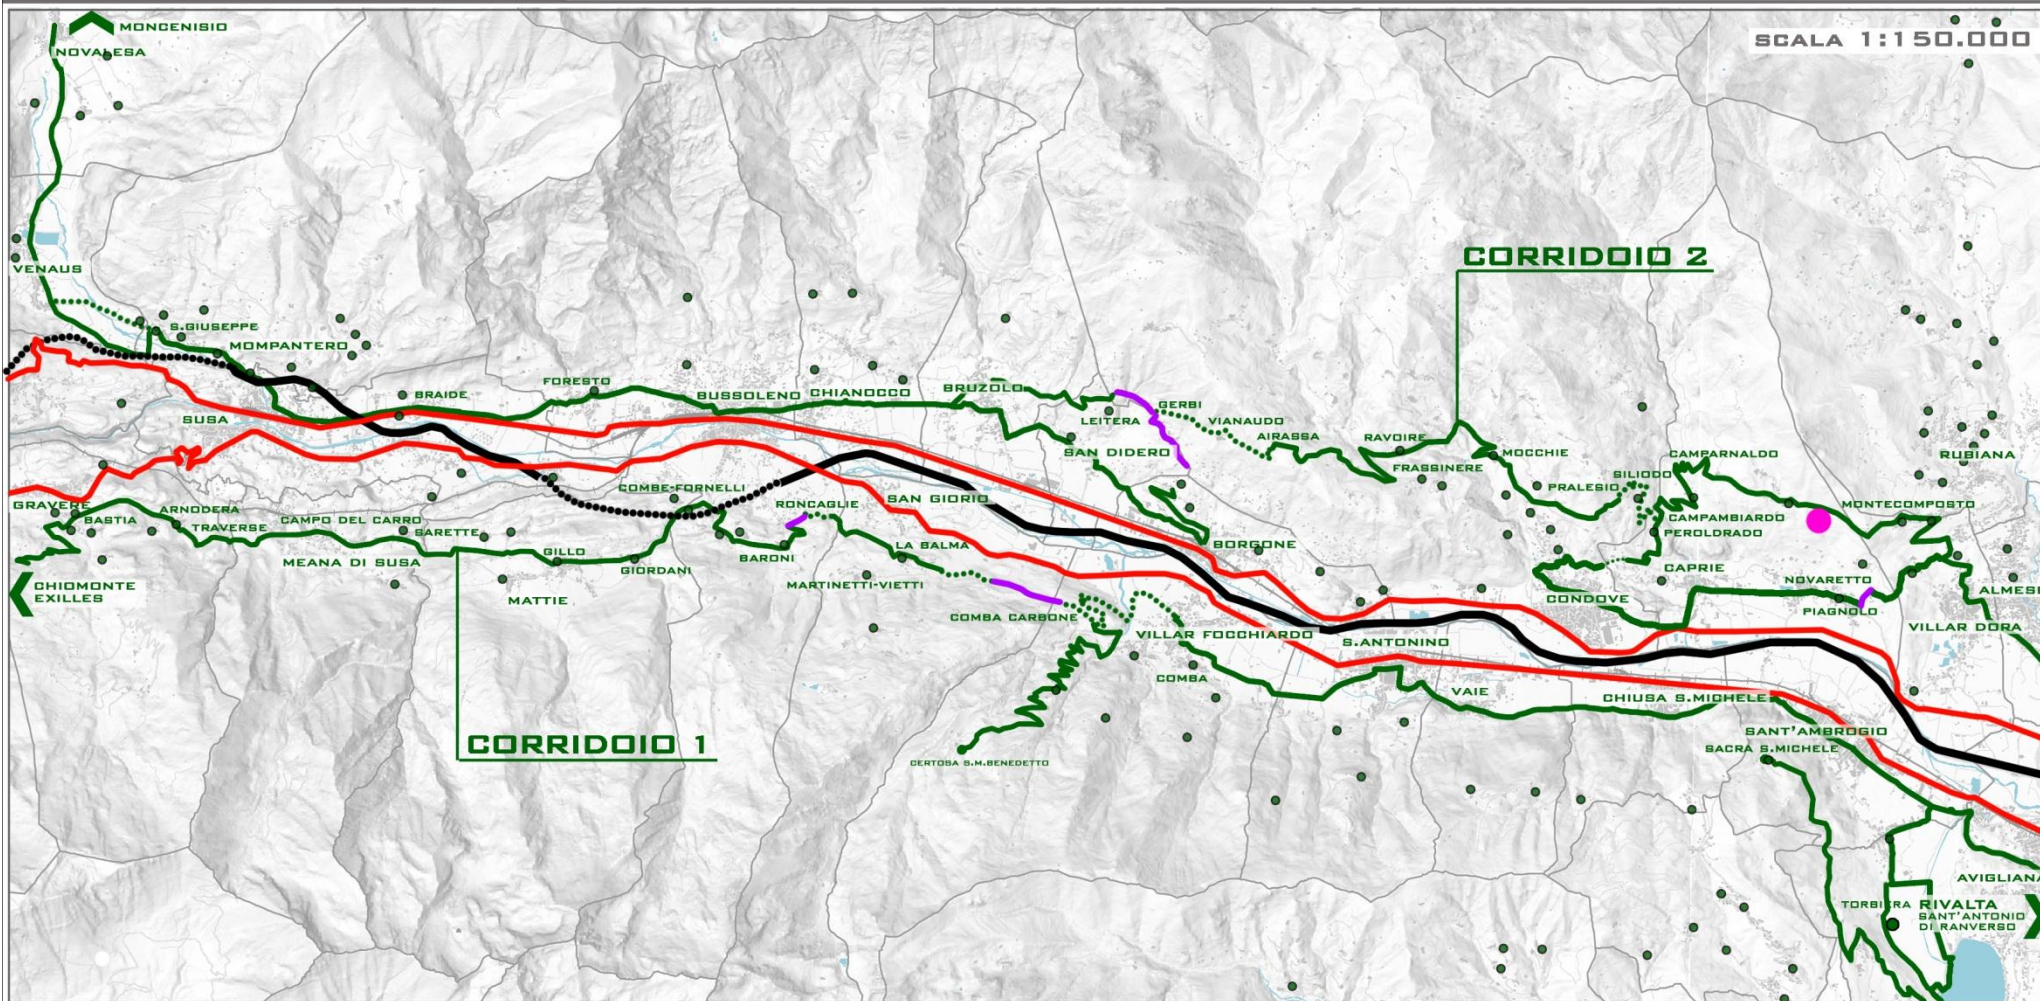 MONCENISIO
NOVALESA
SCALA 1:150.000
VENAUS
S.GIUSEPPE
MOMPANTERO
SUSA
BRAIDE
FORESTO
BUSSOLENO
CHIANOCCO
BRUZOLO
LEITERA
GERBI
VIANAUDO
AIRASSA
SAN DIDERO
CORRIDOIO 2
RAVOIRE
FRASSINERE
MOCCHIE
PRALESIO
SILIODO
CAMPARNALDO
CAMPAMBIARDO
PEROLDRADO
MONTECOMPOSTO
RUBIANA
GRAVERE
BASTIA
ARNODERA
TRAVERSE
CAMPO DEL CARRO
SARETTE
MEANA DI SUSA
CHIOMONTE
EXILLES
MATTIE
GILLO
GIORDANI
COMBE-FORNELLI
BARONI
RONCAGLIE
SAN GIORIO
LA BALMA
MARTINETTI-VIETTI
COMBA CARBONE
BORGONE
CAPRIE
CONDOVE
NOVARETTO
PIAGNOLO
ALMESE
VILLAR DORA
VILLAR FOCCHIARDO
S.ANTONINO
COMBA
VAIE
CHIUSA S.MICHELE
SANT'AMBROGIO
SACRA S.MICHELE
CORRIDOIO 1
CERTOSA S.M.BENEDETTO
AVIGLIANA
TORBIERA
RIVALTA
SANT'ANTONIO
DI RANVERSO